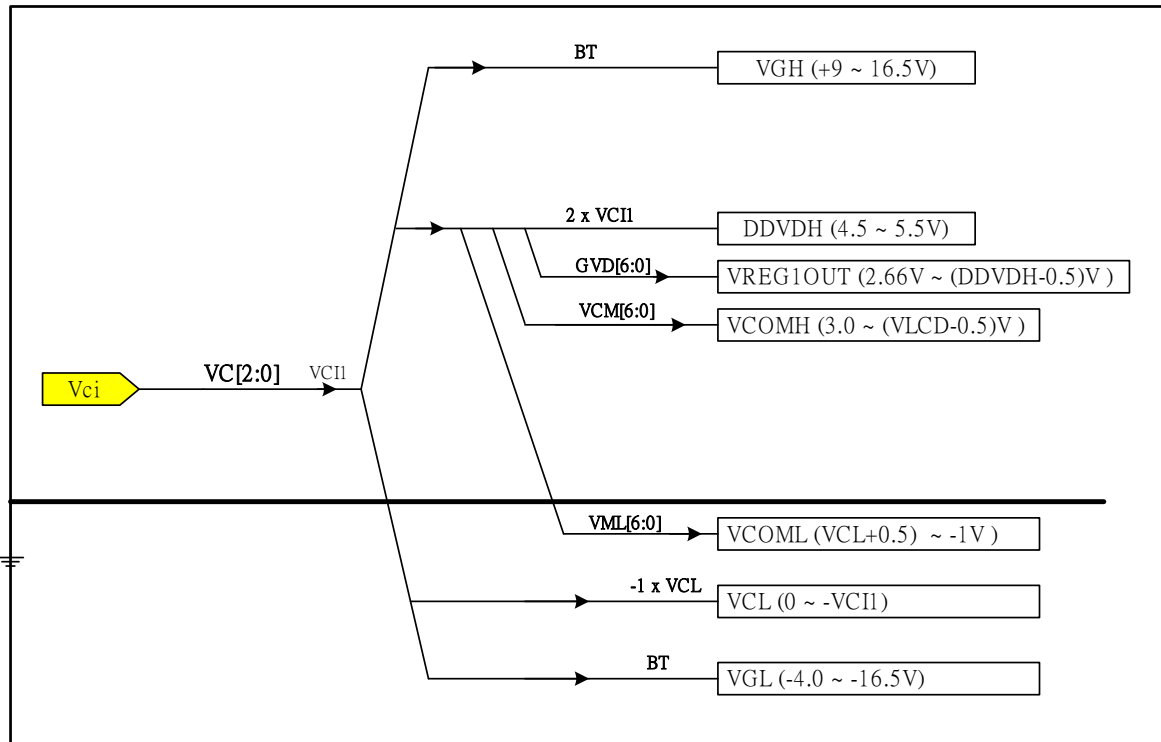 BT
VGH (+9 ~ 16.5V)
2 x VCI1
DDVDH (4.5 ~ 5.5V)
GVD[6:0]
VREG1OUT (2.66V ~ (DDVDH-0.5)V )
VCM[6:0]
VCOMH (3.0 ~ (VLCD-0.5)V )
Vci
VC[2:0]
VCI1
VML[6:0]
VCOML (VCL+0.5) ~ -1V )
-1 x VCL
VCL (0 ~ -VCI1)
BT
VGL (-4.0 ~ -16.5V)